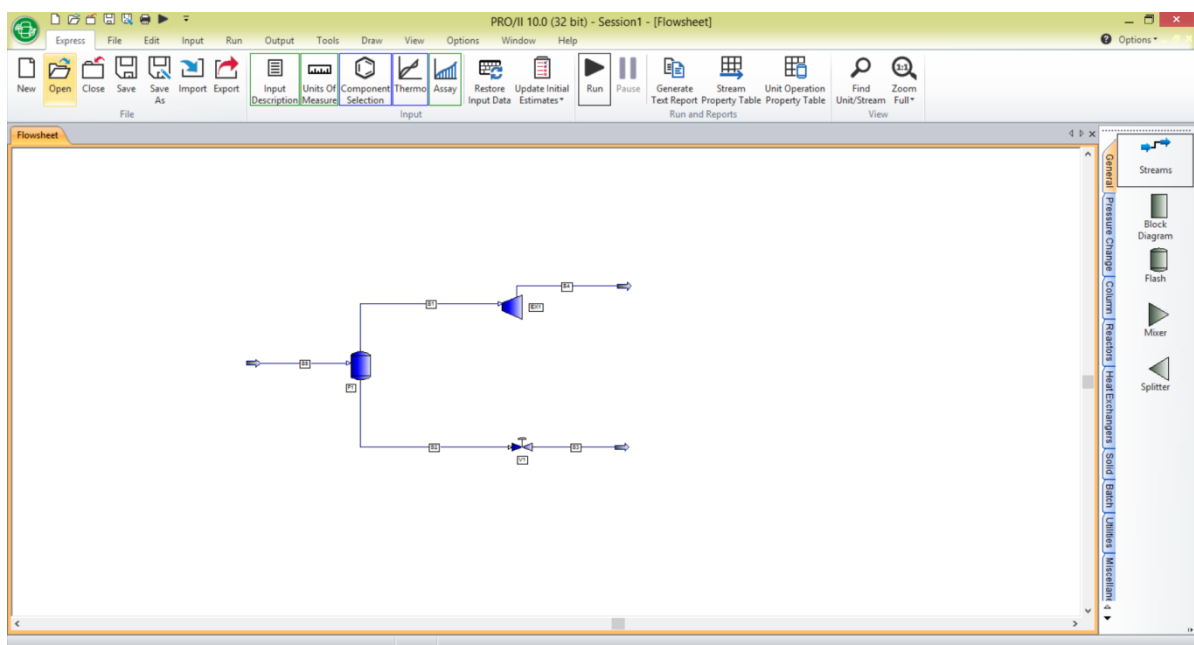 PRO/II 10.0 (32 bit) - Session1 - [Flowsheet]
Express File Edit Input Run Output Tools Draw View Options Window Help
Options
New Open Close Save Save As Import Export
Input Description Units Of Measure Component Selection Thermo Assay Restore Input Data Update Initial Estimates
Run Pause Generate Text Report Stream Property Table Unit Operation Property Table Find Unit/Stream Zoom Full
File Input Run and Reports View
Flowsheet
General
Pressure Change
Column
Reactors
Heat Exchangers
Solid
Batch
Utilities
Streams
Block
Diagram
Flash
Mixer
Splitter
S4
S1
EX1
F1
S2
S3
V1